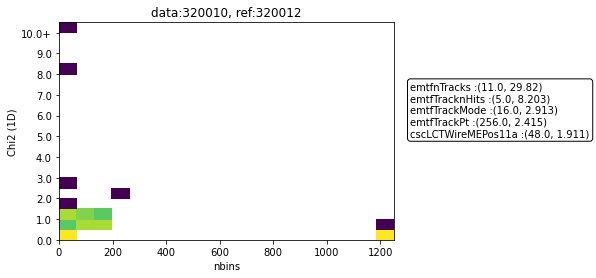 data:320010, ref:320012
10.0+
9.0
8.0
7.0
6.0
5.0
4.0
3.0
2.0
1.0
0.0
Chi2 (1D)
0 200 400 600 800 1000 1200
nbins
emtfnTracks :(11.0, 29.82)
emtfTracknHits :(5.0, 8.203)
emtfTrackMode :(16.0, 2.913)
emtfTrackPt :(256.0, 2.415)
cscLCTWireMEPos11a :(48.0, 1.911)